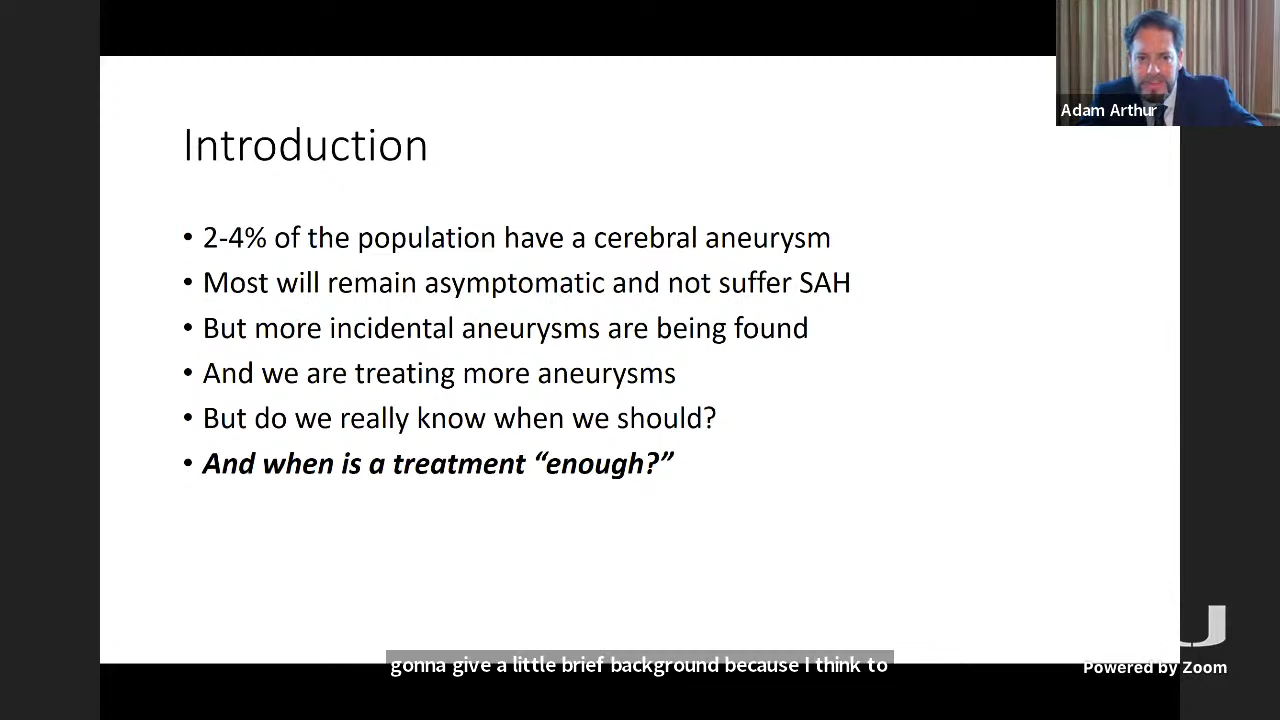 Adam Arthur
Introduction
• 2-4% of the population have a cerebral aneurysm
• Most will remain asymptomatic and not suffer SAH
• But more incidental aneurysms are being found
• And we are treating more aneurysms
• But do we really know when we should?
• And when is a treatment “enough?”
gonna give a little brief background because I think to
Powered by Zoom